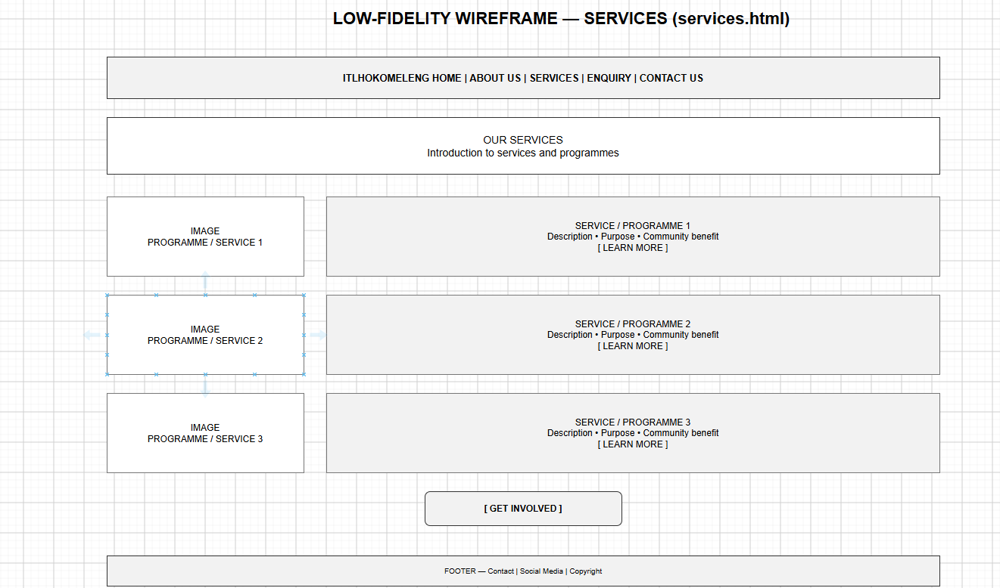 LOW-FIDELITY WIREFRAME — SERVICES (services.html)
ITLHOKOMELENG HOME | ABOUT US | SERVICES | ENQUIRY | CONTACT US
OUR SERVICES
Introduction to services and programmes
IMAGE
PROGRAMME / SERVICE 1
SERVICE / PROGRAMME 1
Description • Purpose • Community benefit
[ LEARN MORE ]
IMAGE
PROGRAMME / SERVICE 2
SERVICE / PROGRAMME 2
Description • Purpose • Community benefit
[ LEARN MORE ]
IMAGE
PROGRAMME / SERVICE 3
SERVICE / PROGRAMME 3
Description • Purpose • Community benefit
[ LEARN MORE ]
[ GET INVOLVED ]
FOOTER — Contact | Social Media | Copyright